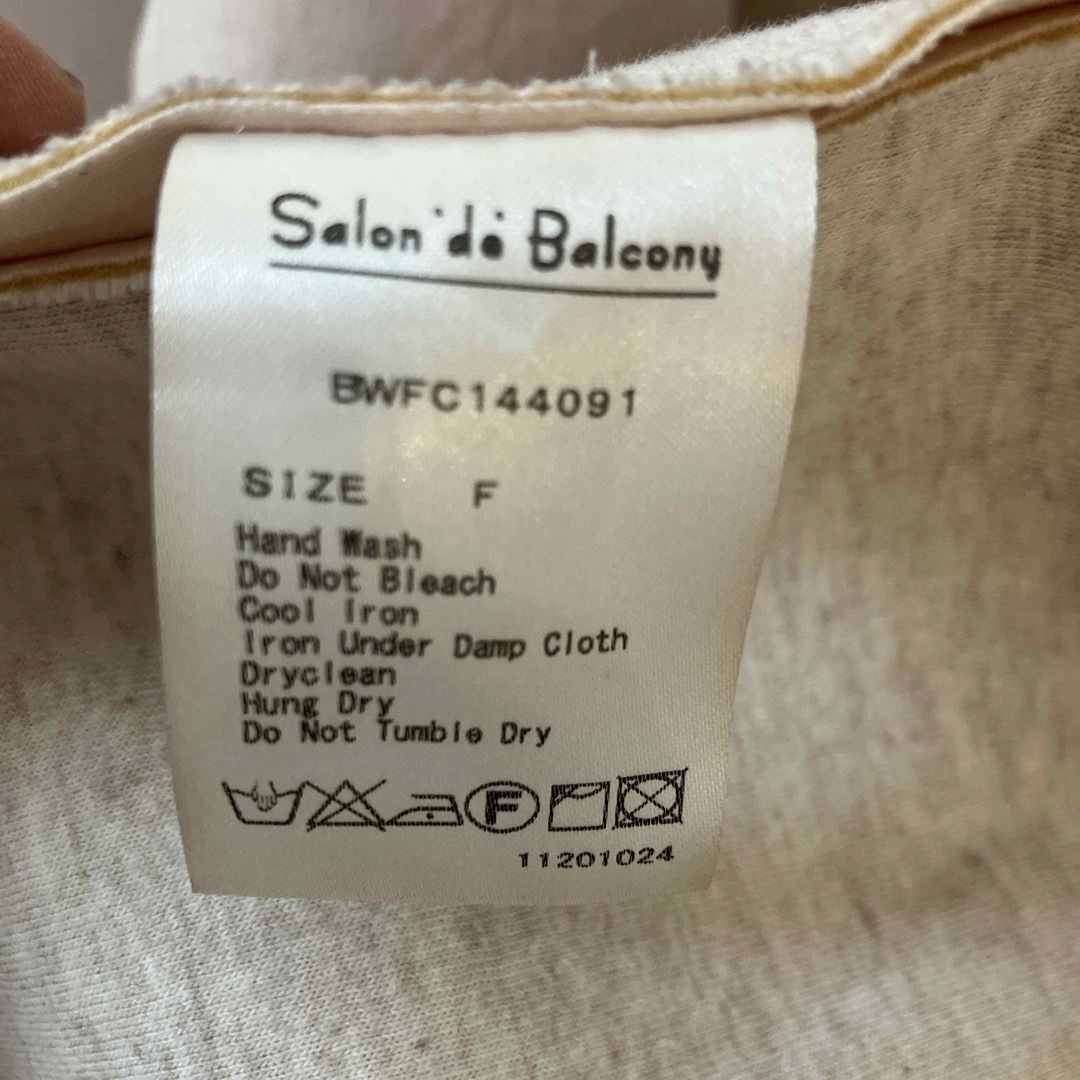 Salon de Balcony
BWFC144091
SIZE F
Hand Wash
Do Not Bleach
Cool Iron
Iron Under Damp Cloth
Dryclean
Hung Dry
Do Not Tumble Dry
F
11201024